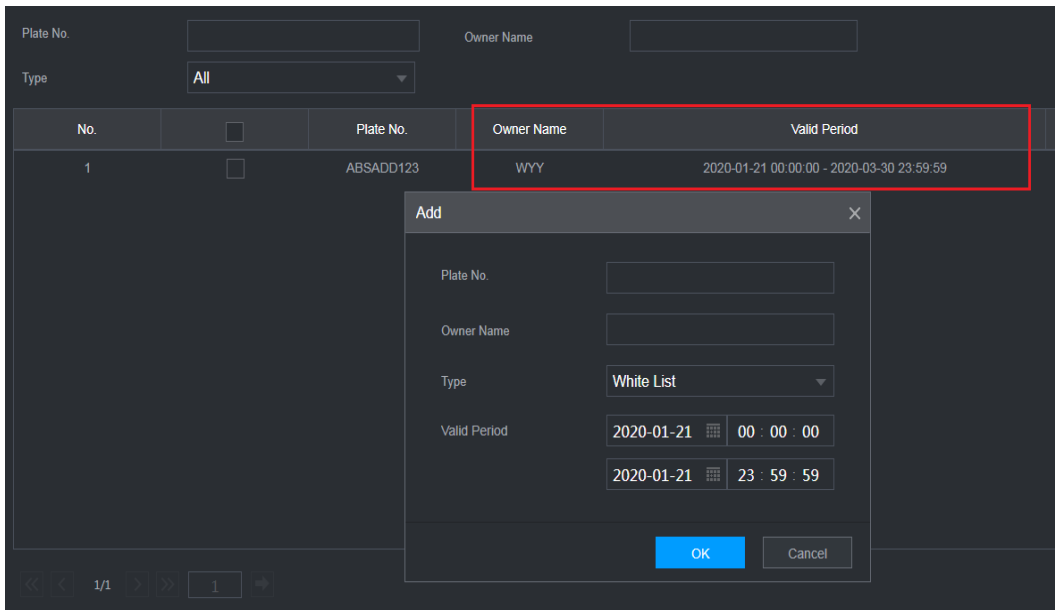 Plate No. Owner Name
Type All
No. Plate No. Owner Name Valid Period
1 ABSADD123 WYY 2020-01-21 00:00:00 - 2020-03-30 23:59:59
Add
Plate No.
Owner Name
Type White List
Valid Period 2020-01-21 00 : 00 : 00
2020-01-21 23 : 59 : 59
OK Cancel
1/1 1